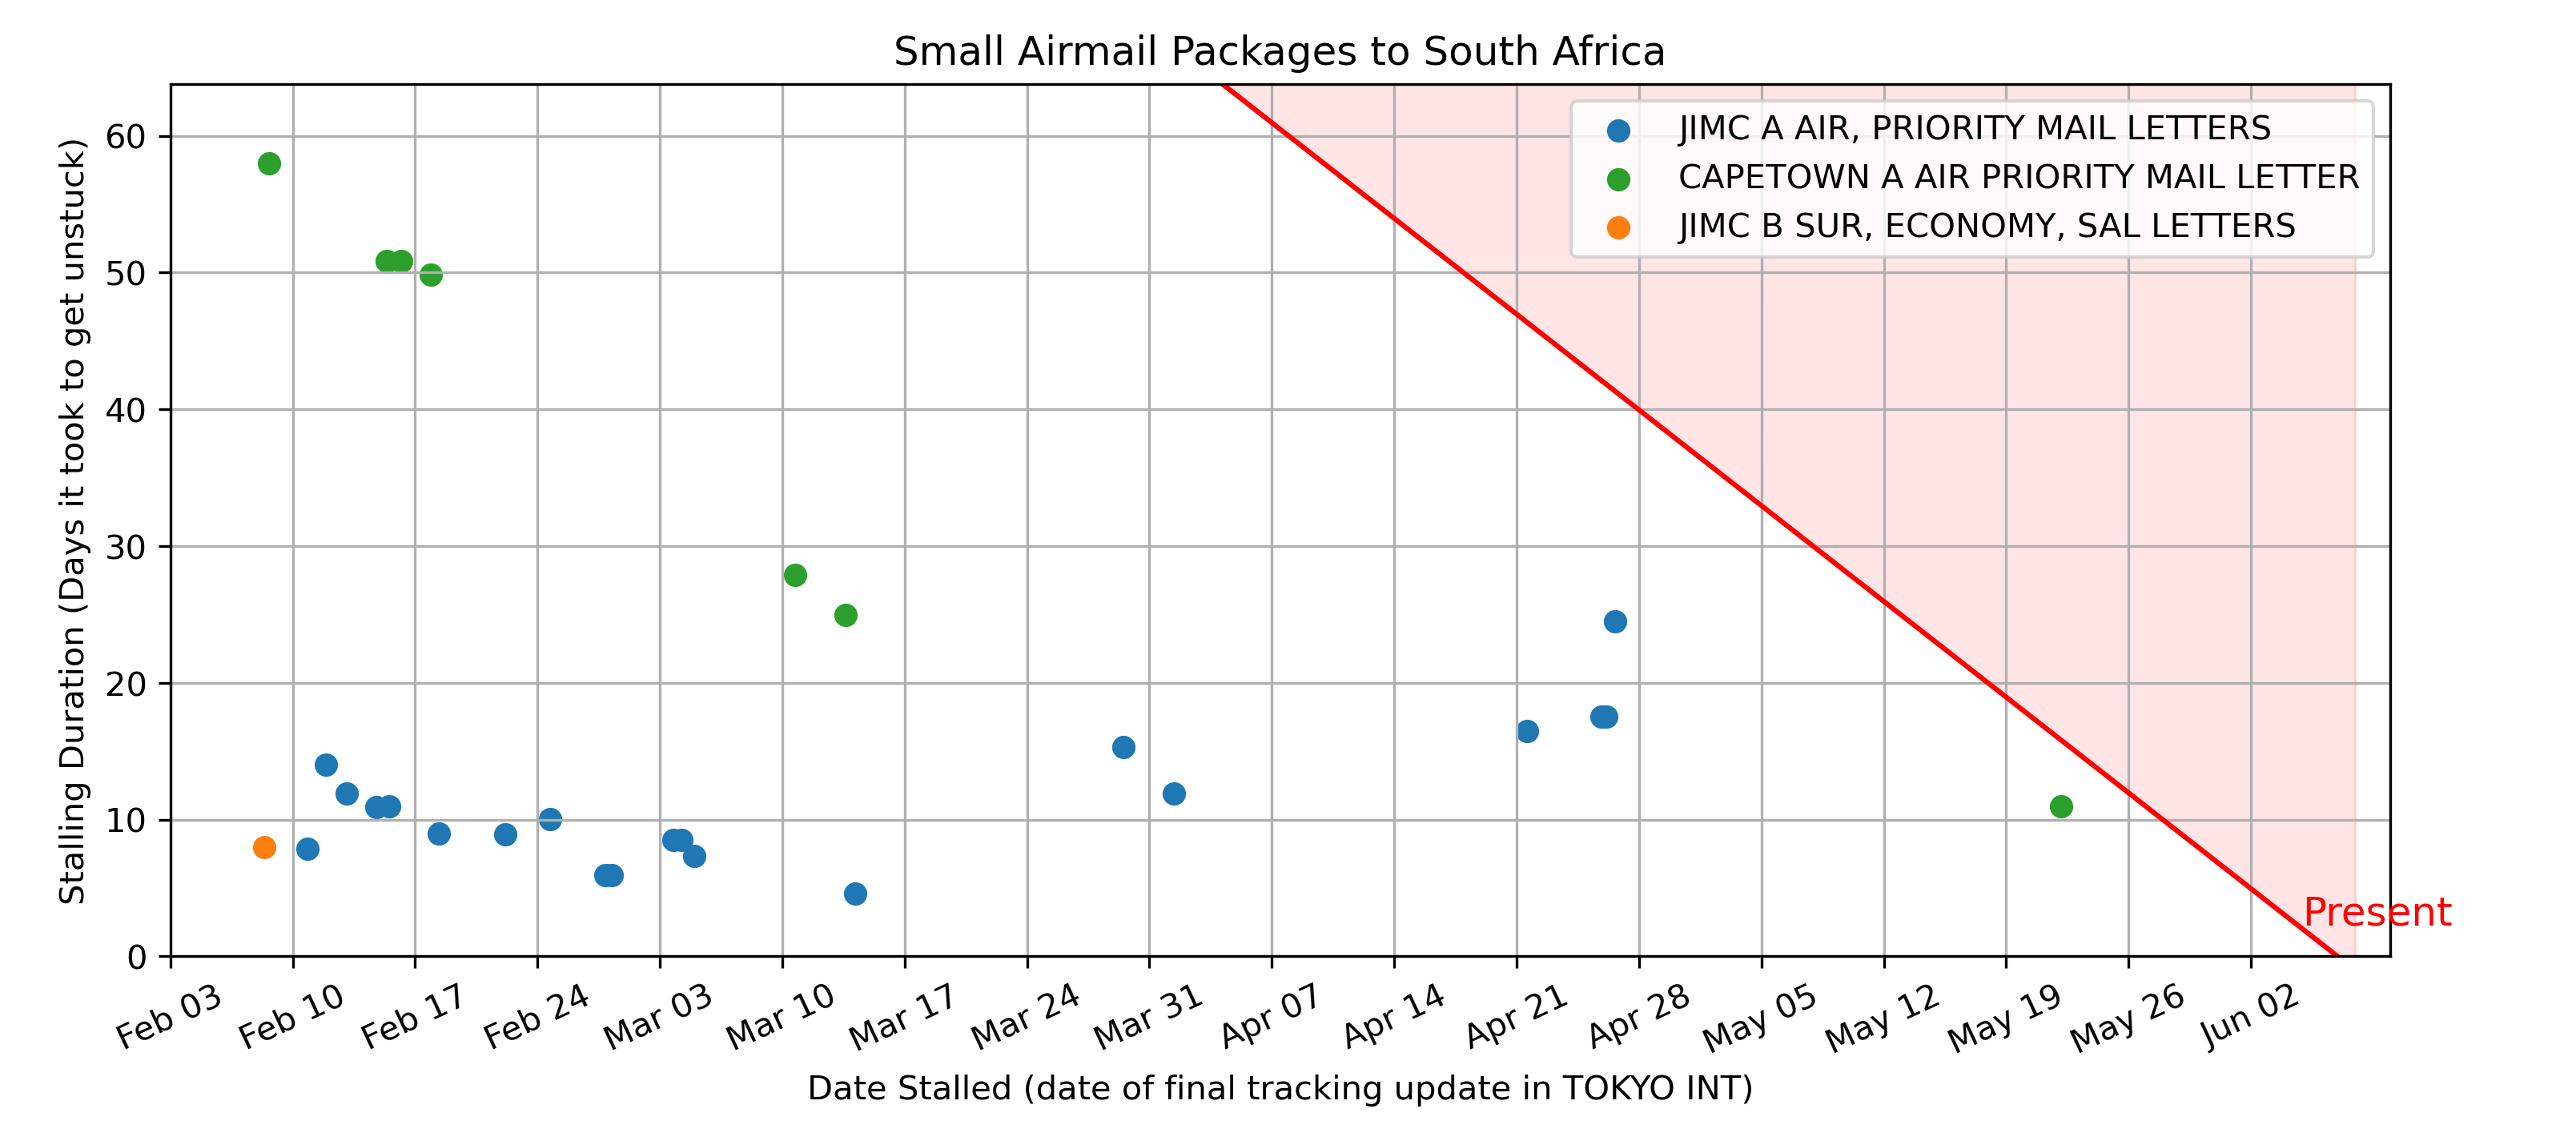 Small Airmail Packages to South Africa
Stalling Duration (Days it took to get unstuck)
60
50
40
30
20
10
0
JIMC A AIR, PRIORITY MAIL LETTERS
CAPETOWN A AIR PRIORITY MAIL LETTER
JIMC B SUR, ECONOMY, SAL LETTERS
Present
Feb 03
Feb 10
Feb 17
Feb 24
Mar 03
Mar 10
Mar 17
Mar 24
Mar 31
Apr 07
Apr 14
Apr 21
Apr 28
May 05
May 12
May 19
May 26
Jun 02
Date Stalled (date of final tracking update in TOKYO INT)